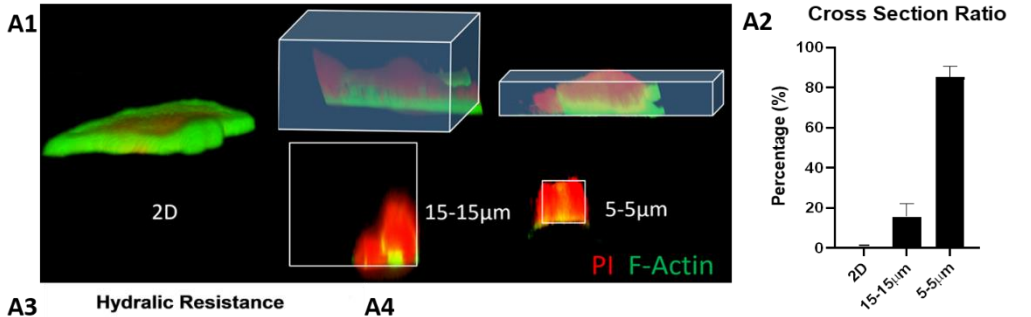 A1
2D
15-15µm
5-5µm
PI F-Actin
A2
Cross Section Ratio
Percentage (%)
100
80
60
40
20
0
2D
15-15µm
5-5µm
A3
Hydralic Resistance
A4